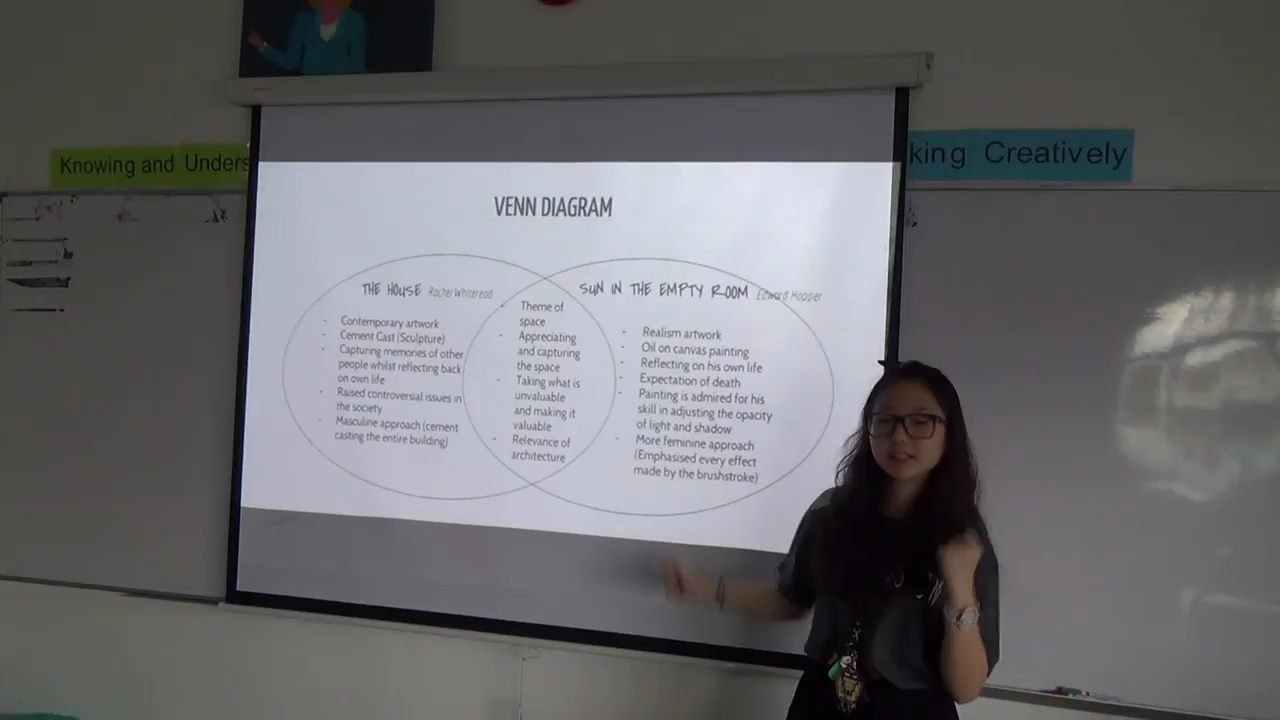 Knowing and Unders
king Creatively
VENN DIAGRAM
THE HOUSE Rachel Whiteread
- Contemporary artwork
- Cement Cast (Sculpture)
- Capturing memories of other
people whilst reflecting back
on own life
- Raised controversial issues in
the society
- Masculine approach (cement
casting the entire building)
- Theme of
space
- Appreciating
and capturing
the space
- Taking what is
unvaluable
and making it
valuable
- Relevance of
architecture
SUN IN THE EMPTY ROOM Edward Hopper
- Realism artwork
- Oil on canvas painting
- Reflecting on his own life
- Expectation of death
- Painting is admired for his
skill in adjusting the opacity
of light and shadow
- More feminine approach
(Emphasised every effect
made by the brushstroke)